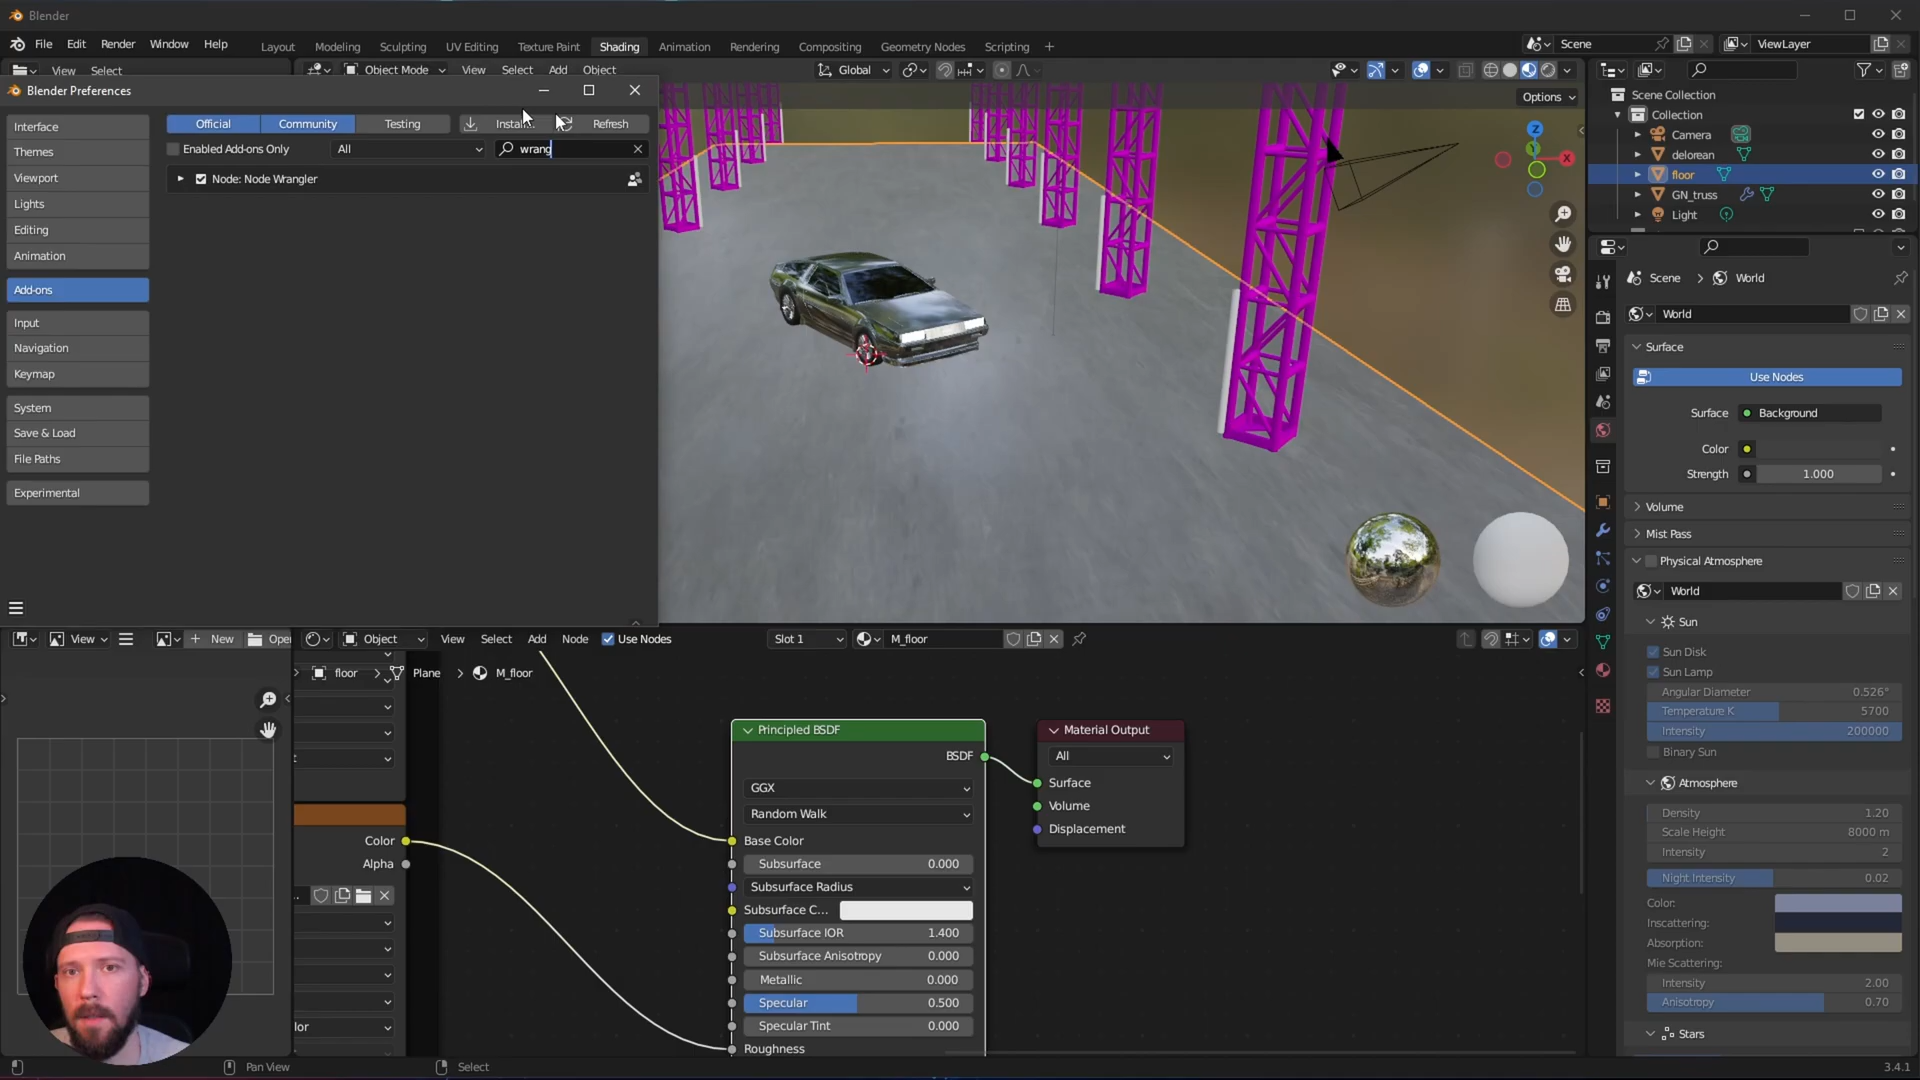 Blender
File Edit Render Window Help
Layout Modeling Sculpting UV Editing Texture Paint Shading Animation Rendering Compositing Geometry Nodes Scripting +
Scene
ViewLayer
View Select
Object Mode View Select Add Object
Global
Options
Blender Preferences
Interface
Themes
Viewport
Lights
Editing
Animation
Add-ons
Input
Navigation
Keymap
System
Save & Load
File Paths
Experimental
Official Community Testing
Refresh
Enabled Add-ons Only All wrang
Node: Node Wrangler
Z
X
Scene Collection
Collection
Camera
delorean
floor
GN_truss
Light
Scene > World
World
Surface
Use Nodes
Surface Background
Color
Strength 1.000
Volume
Mist Pass
Physical Atmosphere
World
Sun
Sun Disk
Sun Lamp
Angular Diameter 0.526°
Temperature K 5700
Intensity 200000
Binary Sun
Atmosphere
Density 1.20
Scale Height 8000 m
Intensity 2
Night Intensity 0.02
Color:
Inscattering:
Absorption:
Mie Scattering:
Intensity 2.00
Anisotropy 0.70
Stars
View + New Open
Object View Select Add Node Use Nodes Slot 1 M_floor
floor > Plane > M_floor
Color
Alpha
lor
Principled BSDF
BSDF
GGX
Random Walk
Base Color
Subsurface 0.000
Subsurface Radius
Subsurface C...
Subsurface IOR 1.400
Subsurface Anisotropy 0.000
Metallic 0.000
Specular 0.500
Specular Tint 0.000
Roughness
Material Output
All
Surface
Volume
Displacement
Pan View Select 3.4.1